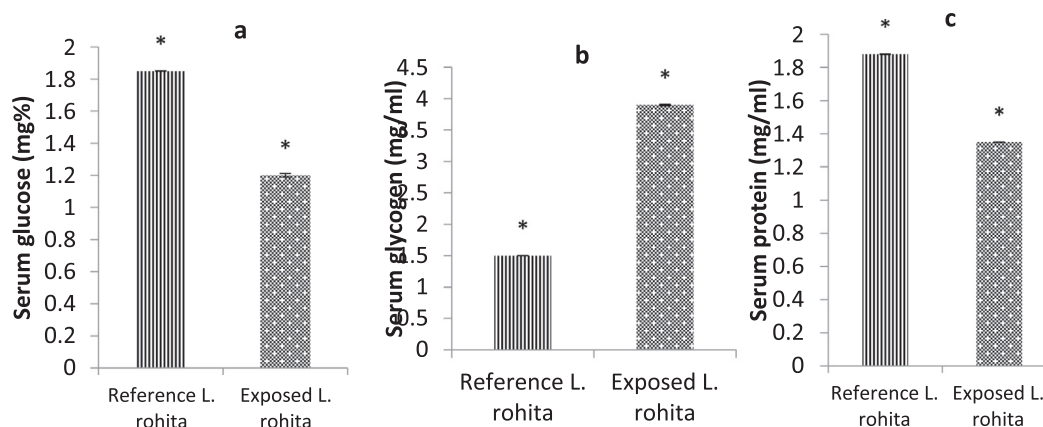 a
Serum glucose (mg%)
2
1.8
1.6
1.4
1.2
1
0.8
0.6
0.4
0.2
0
*
*
Reference L.
rohita
Exposed L.
rohita
b
Serum glycogen (mg/ml)
4.5
4
3.5
3
2.5
2
1.5
1
0.5
0
*
*
Reference L.
rohita
Exposed L.
rohita
c
Serum protein (mg/ml)
2
1.8
1.6
1.4
1.2
1
0.8
0.6
0.4
0.2
0
*
*
Reference L.
rohita
Exposed L.
rohita